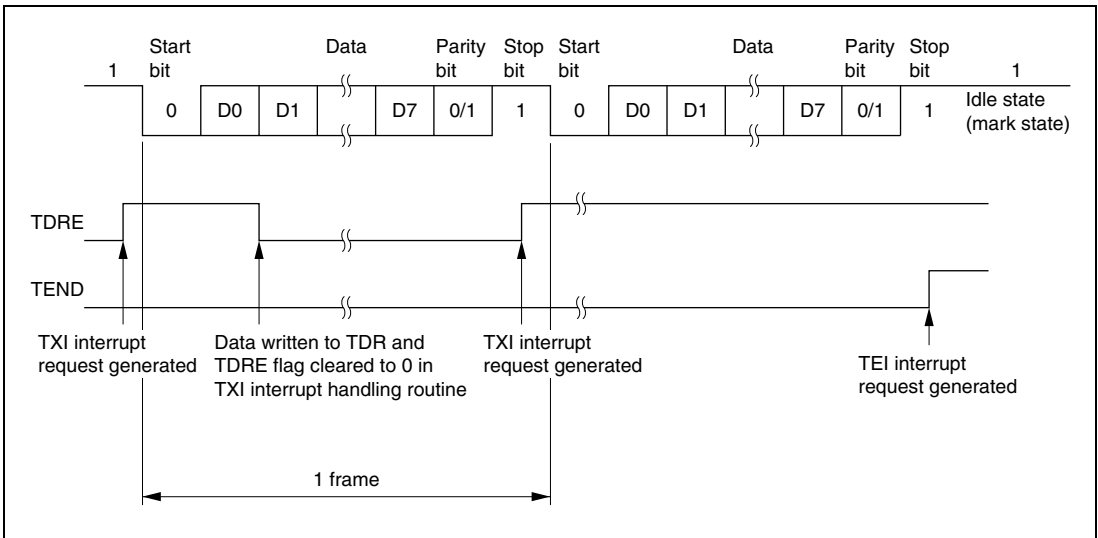 Start Data Parity Stop Start Data Parity Stop
1 bit bit bit bit bit bit 1
0 D0 D1 D7 0/1 1 0 D0 D1 D7 0/1 1 Idle state
(mark state)
TDRE
TEND
TXI interrupt
request generated
Data written to TDR and
TDRE flag cleared to 0 in
TXI interrupt handling routine
TXI interrupt
request generated
TEI interrupt
request generated
1 frame